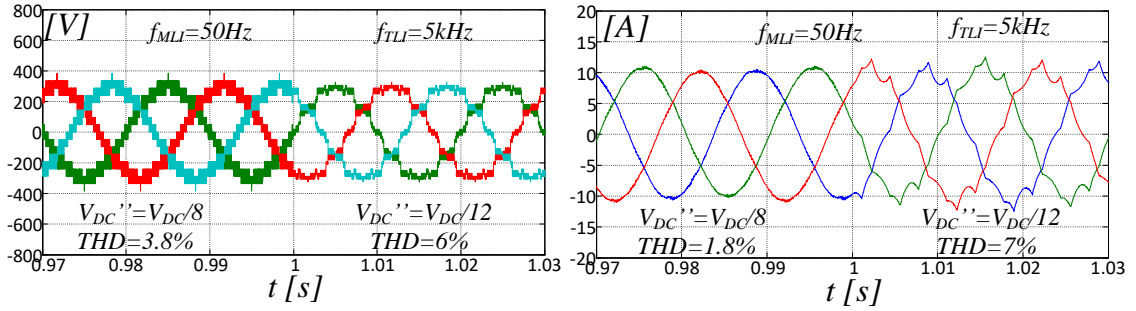 [V]
f_MLI=50Hz
f_TLI=5kHz
800
600
400
200
0
-200
-400
-600
-800
V_DC''=V_DC/8
THD=3.8%
V_DC''=V_DC/12
THD=6%
0.97 0.98 0.99 1 1.01 1.02 1.03
t [s]
[A]
f_MLI=50Hz
f_TLI=5kHz
20
15
10
5
0
-5
-10
-15
-20
V_DC''=V_DC/8
THD=1.8%
V_DC''=V_DC/12
THD=7%
0.97 0.98 0.99 1 1.01 1.02 1.03
t [s]